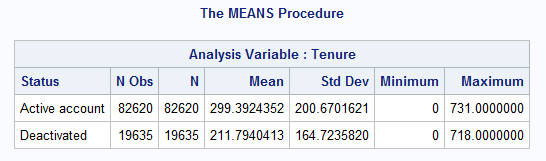 The MEANS Procedure
Analysis Variable : Tenure
Status N Obs N Mean Std Dev Minimum Maximum
Active account 82620 82620 299.3924352 200.6701621 0 731.0000000
Deactivated 19635 19635 211.7940413 164.7235820 0 718.0000000